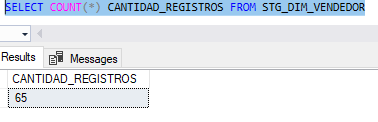 SELECT COUNT(*) CANTIDAD_REGISTROS FROM STG_DIM_VENDEDOR
Results Messages
CANTIDAD_REGISTROS
65